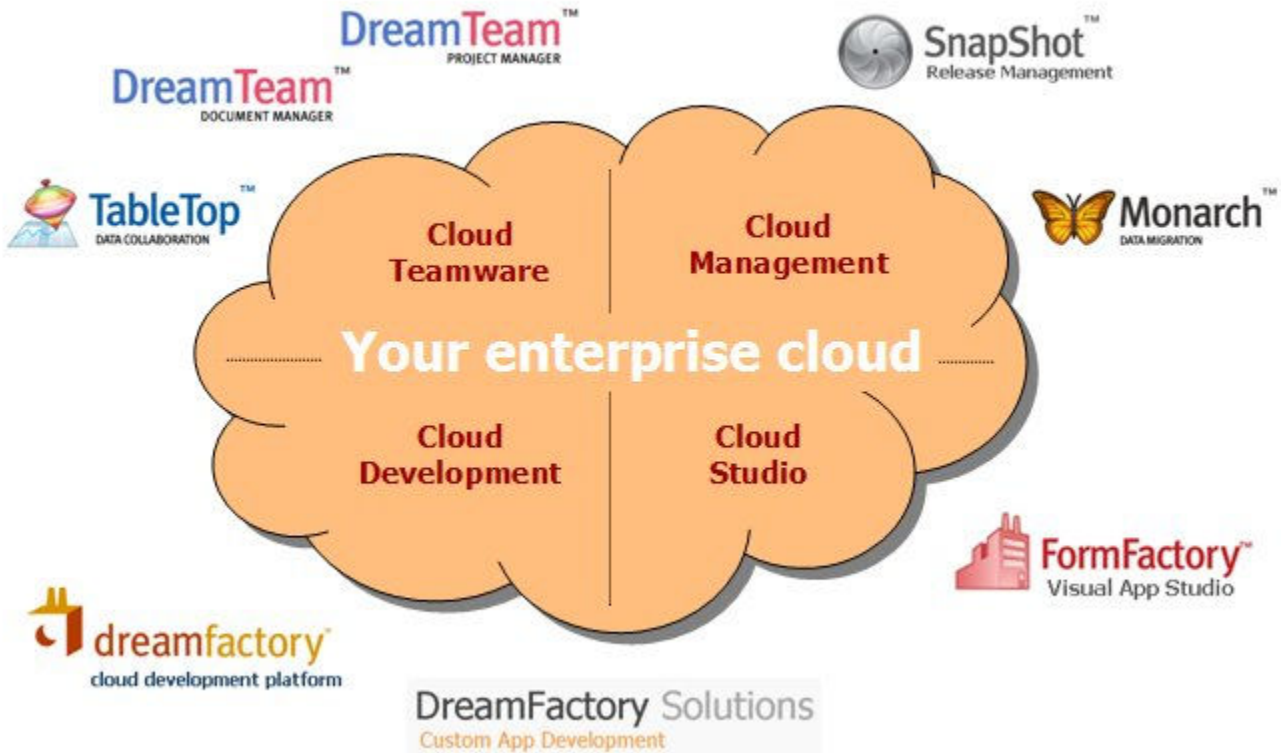 DreamTeam™
PROJECT MANAGER
SnapShot™
Release Management
DreamTeam™
DOCUMENT MANAGER
TableTop™
DATA COLLABORATION
Monarch™
DATA MIGRATION
Cloud
Teamware
Cloud
Management
Your enterprise cloud
Cloud
Development
Cloud
Studio
FormFactory™
Visual App Studio
dreamfactory™
cloud development platform
DreamFactory Solutions
Custom App Development